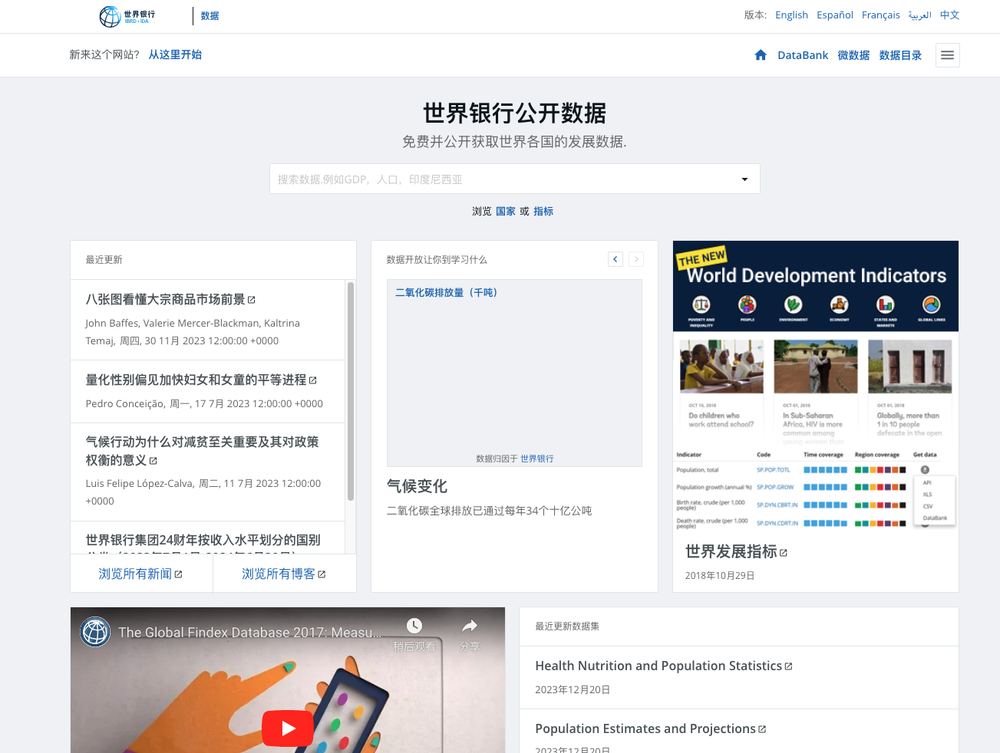 世界银行
IBRD • IDA
数据
版本: English Español Français العربية 中文
新来这个网站? 从这里开始
DataBank 微数据 数据目录
世界银行公开数据
免费并公开获取世界各国的发展数据.
搜索数据.例如GDP, 人口, 印度尼西亚
浏览 国家 或 指标
最近更新
八张图看懂大宗商品市场前景
John Baffes, Valerie Mercer-Blackman, Kaltrina
Temaj, 周四, 30 11月 2023 12:00:00 +0000
量化性别偏见加快妇女和女童的平等进程
Pedro Conceição, 周一, 17 7月 2023 12:00:00 +0000
气候行动为什么对减贫至关重要及其对政策
权衡的意义
Luis Felipe López-Calva, 周二, 11 7月 2023 12:00:00
+0000
世界银行集团24财年按收入水平划分的国别
浏览所有新闻
浏览所有博客
数据开放让你到学习什么
二氧化碳排放量（千吨）
数据归因于 世界银行
气候变化
二氧化碳全球排放已通过每年34个十亿公吨
THE NEW
World Development Indicators
POVERTY AND
INEQUALITY
PEOPLE
ENVIRONMENT
ECONOMY
STATES AND
MARKETS
GLOBAL LINKS
OCT 15, 2018
Do children who
work attend school?
OCT 01, 2018
In Sub-Saharan
Africa, HIV is more
common among
young women than
OCT 01, 2018
Globally, more than
1 in 10 people
defecate in the open
Indicator Code Time coverage Region coverage Get data
Population, total SP.POP.TOTL
Population growth (annual %) SP.POP.GROW
Birth rate, crude (per 1,000
people) SP.DYN.CBRT.IN
Death rate, crude (per 1,000
people) SP.DYN.CDRT.IN
API
XLS
CSV
DataBank
世界发展指标
2018年10月29日
The Global Findex Database 2017: Measu...
稍后观看
分享
最近更新数据集
Health Nutrition and Population Statistics
2023年12月20日
Population Estimates and Projections
2023年12月20日